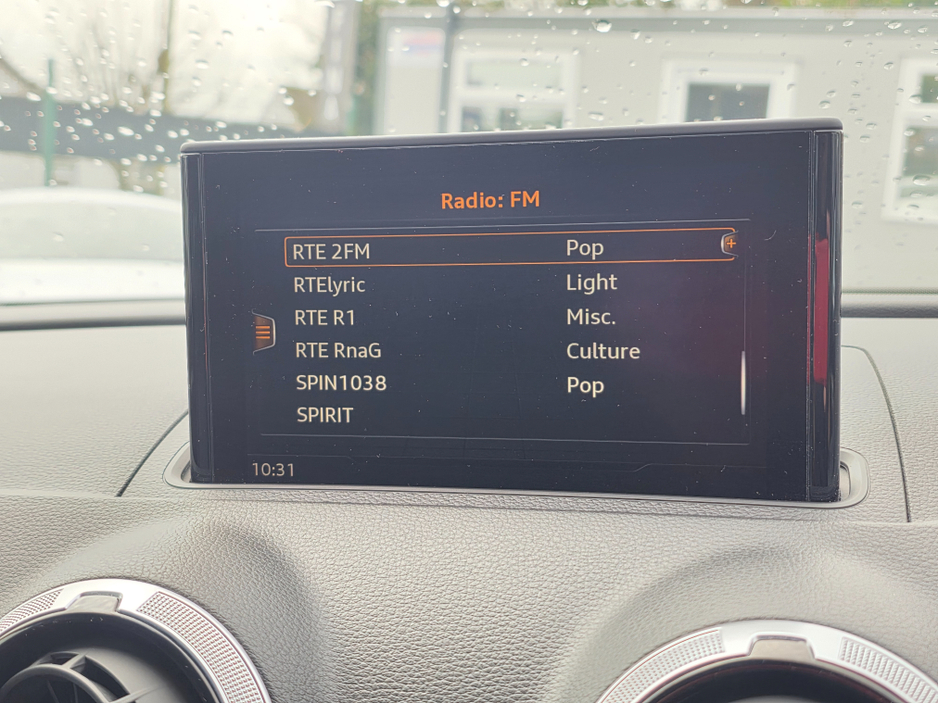 Radio: FM
RTE 2FM Pop
RTElyric Light
RTE R1 Misc.
RTE RnaG Culture
SPIN1038 Pop
SPIRIT
10:31